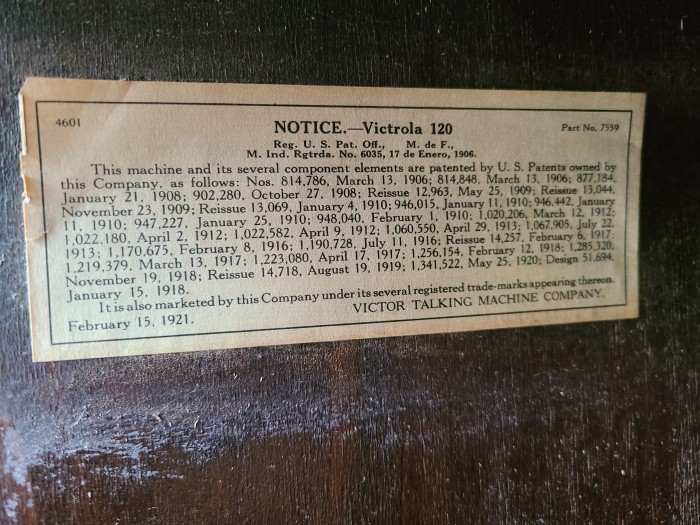 4601
NOTICE.—Victrola 120
Part No. 7559
Reg. U. S. Pat. Off., M. de F.,
M. Ind. Rgtrda. No. 6035, 17 de Enero, 1906.
This machine and its several component elements are patented by U. S. Patents owned by
this Company, as follows: Nos. 814,786, March 13, 1906; 814,848, March 13, 1906; 877,184,
January 21, 1908; 902,280, October 27, 1908; Reissue 12,963, May 25, 1909; Reissue 13,044,
November 23, 1909; Reissue 13,069, January 4, 1910; 946,015, January 11, 1910; 946,442, January
11, 1910; 947,227, January 25, 1910; 948,040, February 1, 1910; 1,020,206, March 12, 1912;
1,022,180, April 2, 1912; 1,022,582, April 9, 1912; 1,060,550, April 29, 1913; 1,067,905, July 22,
1913; 1,170,675, February 8, 1916; 1,190,728, July 11, 1916; Reissue 14,257, February 6, 1917;
1,219,379, March 13, 1917; 1,223,080, April 17, 1917; 1,256,154, February 12, 1918; 1,285,320,
November 19, 1918; Reissue 14,718, August 19, 1919; 1,341,522, May 25, 1920; Design 51,694,
January 15, 1918.
It is also marketed by this Company under its several registered trade-marks appearing thereon.
VICTOR TALKING MACHINE COMPANY.
February 15, 1921.